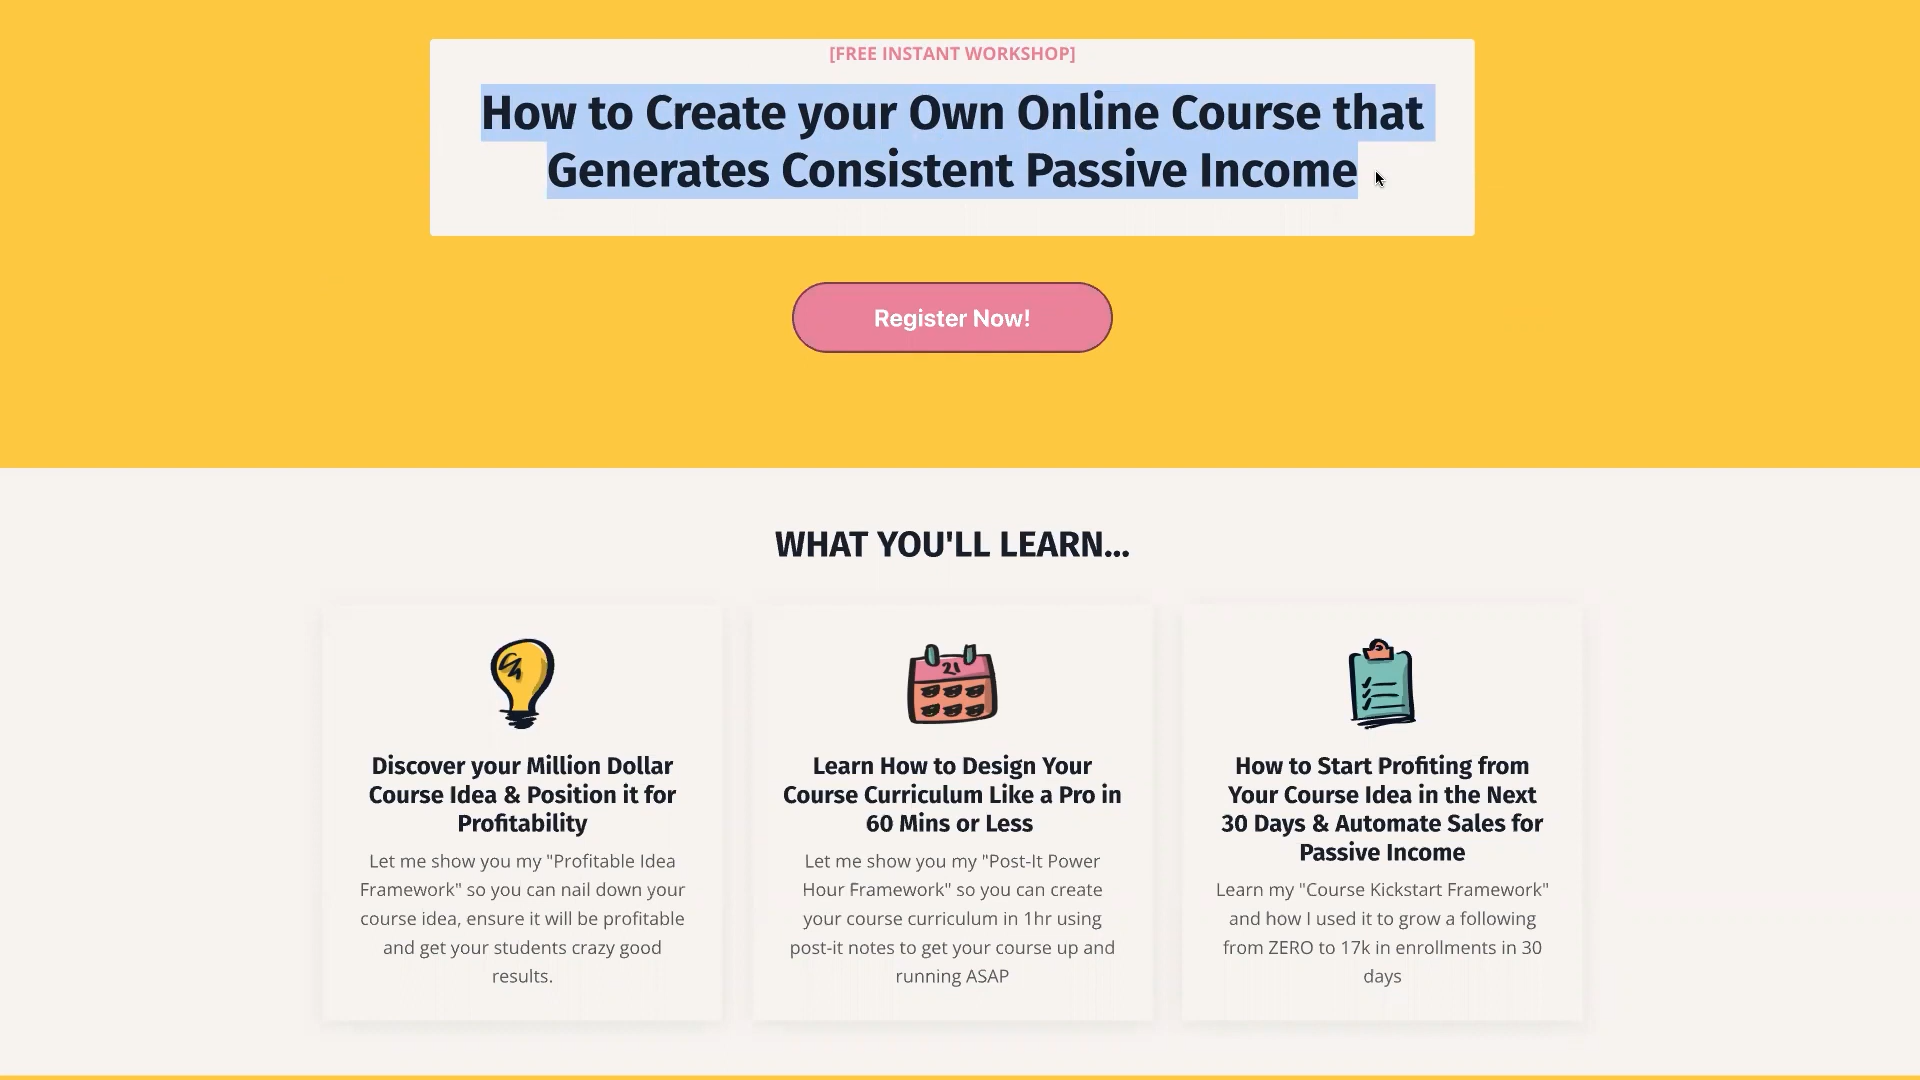 [FREE INSTANT WORKSHOP]
How to Create your Own Online Course that
Generates Consistent Passive Income
Register Now!
WHAT YOU'LL LEARN...
21
Discover your Million Dollar
Course Idea & Position it for
Profitability
Let me show you my "Profitable Idea
Framework" so you can nail down your
course idea, ensure it will be profitable
and get your students crazy good
results.
Learn How to Design Your
Course Curriculum Like a Pro in
60 Mins or Less
Let me show you my "Post-It Power
Hour Framework" so you can create
your course curriculum in 1hr using
post-it notes to get your course up and
running ASAP
How to Start Profiting from
Your Course Idea in the Next
30 Days & Automate Sales for
Passive Income
Learn my "Course Kickstart Framework"
and how I used it to grow a following
from ZERO to 17k in enrollments in 30
days